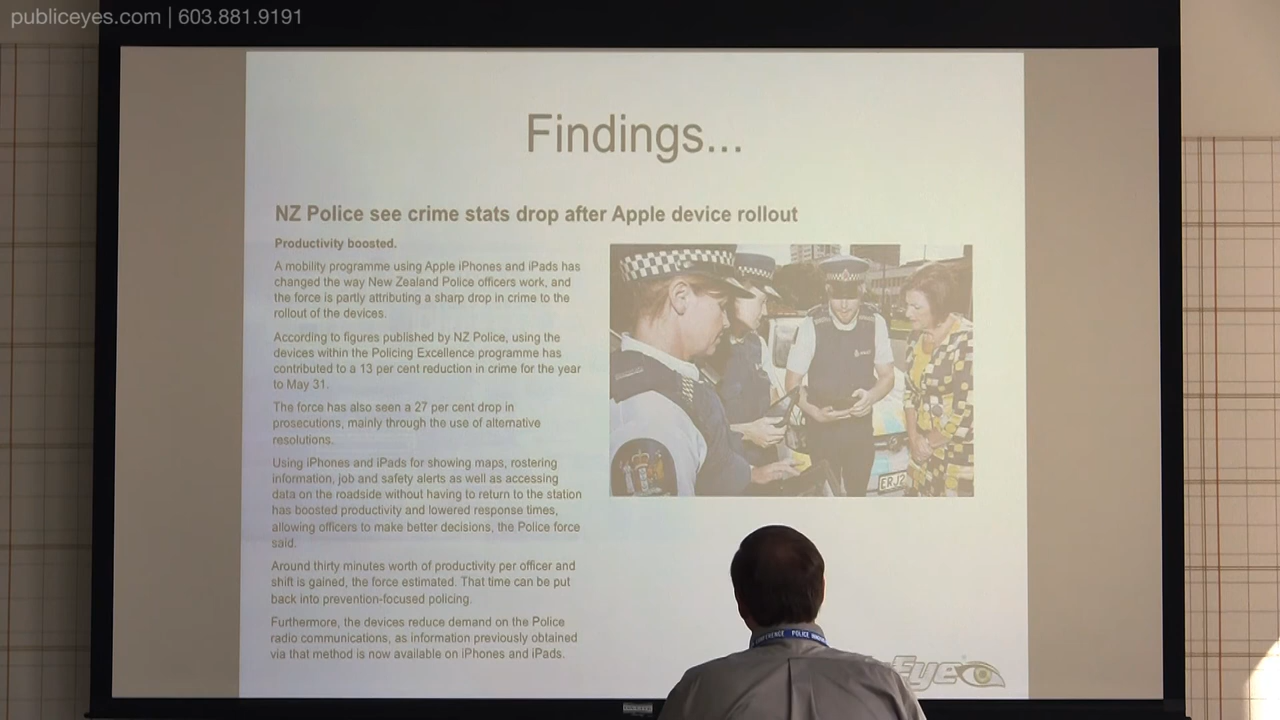 publiceyes.com | 603.881.9191
Findings...
NZ Police see crime stats drop after Apple device rollout
Productivity boosted.
A mobility programme using Apple iPhones and iPads has
changed the way New Zealand Police officers work, and
the force is partly attributing a sharp drop in crime to the
rollout of the devices.
According to figures published by NZ Police, using the
devices within the Policing Excellence programme has
contributed to a 13 per cent reduction in crime for the year
to May 31.
The force has also seen a 27 per cent drop in
prosecutions, mainly through the use of alternative
resolutions.
Using iPhones and iPads for showing maps, rostering
information, job and safety alerts as well as accessing
data on the roadside without having to return to the station
has boosted productivity and lowered response times,
allowing officers to make better decisions, the Police force
said.
Around thirty minutes worth of productivity per officer and
shift is gained, the force estimated. That time can be put
back into prevention-focused policing.
Furthermore, the devices reduce demand on the Police
radio communications, as information previously obtained
via that method is now available on iPhones and iPads.
ERJ2
CONFERENCE POLICE
Eye